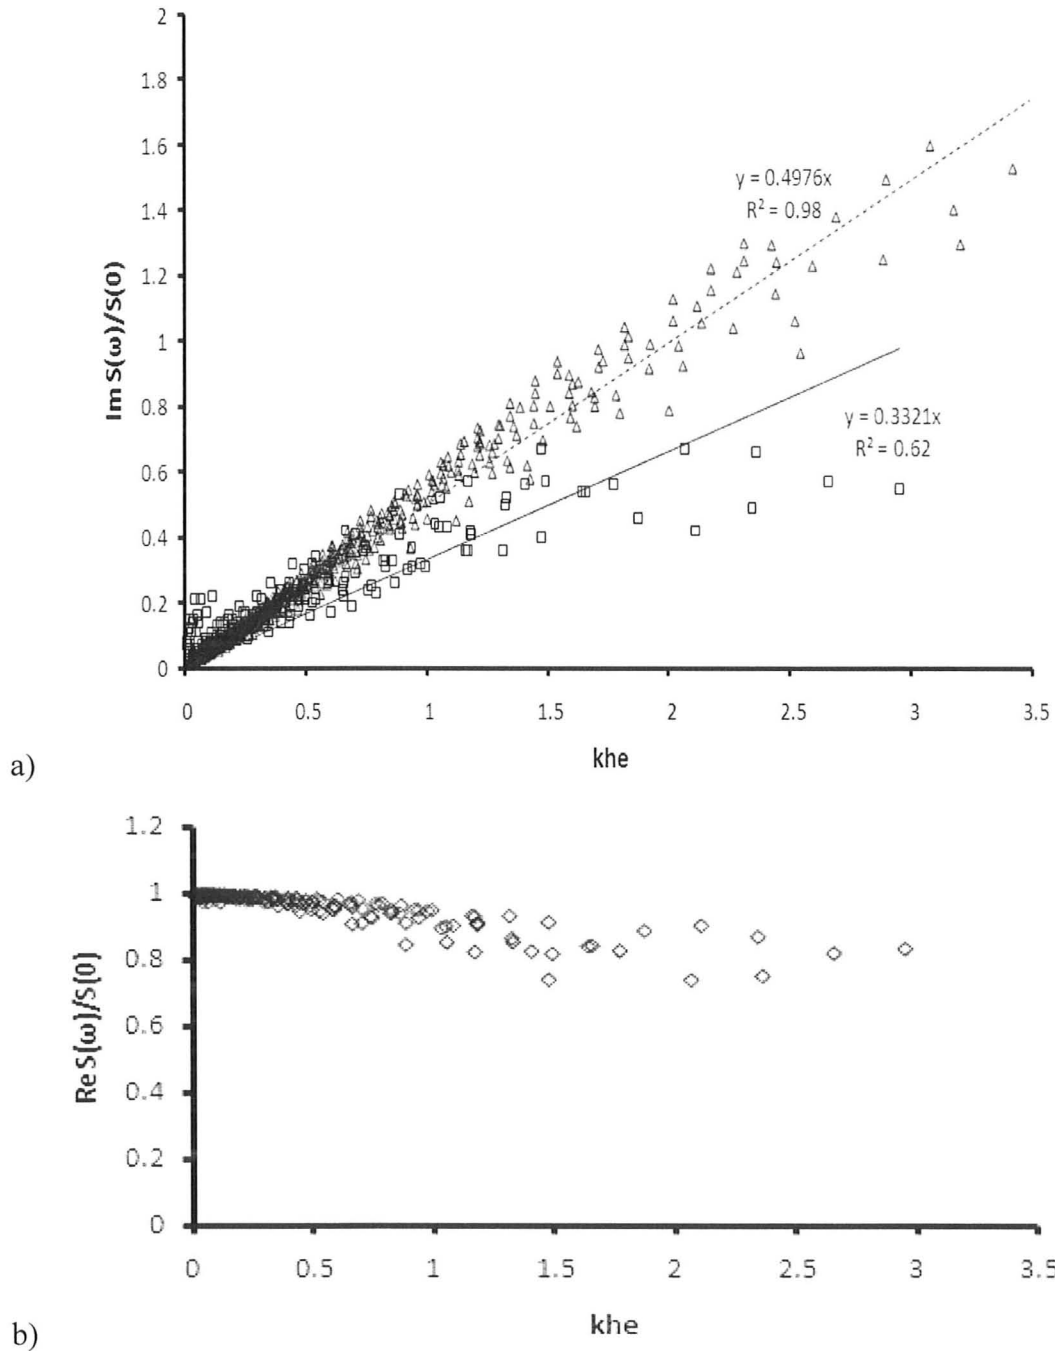 2
1.8
1.6
1.4
1.2
1
0.8
0.6
0.4
0.2
0
Im S(ω)/S(0)
y = 0.4976x
R² = 0.98
y = 0.3321x
R² = 0.62
0 0.5 1 1.5 2 2.5 3 3.5
khe
a)
1.2
1
0.8
0.6
0.4
0.2
0
Re S(ω)/S(0)
0 0.5 1 1.5 2 2.5 3 3.5
khe
b)